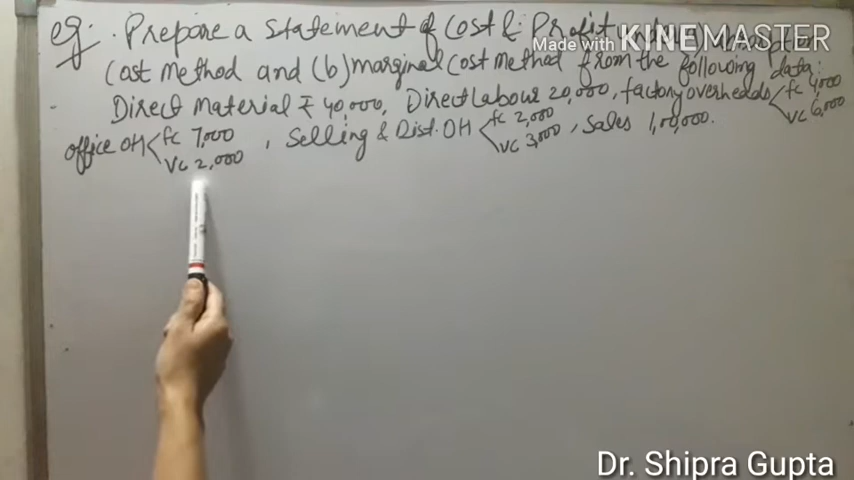 eg. Prepare a statement of Cost & Profit under
Made with KINEMASTER
Cost method and (b) marginal Cost method from the following data:
Direct Material ₹ 40,000, Direct Labour 20,000, factory overheads < fc 4,000
VC 6,000
office OH < fc 7,000
VC 2,000
, Selling & Dist. OH < fc 2,000
VC 3,000
, Sales 1,00,000.
Dr. Shipra Gupta